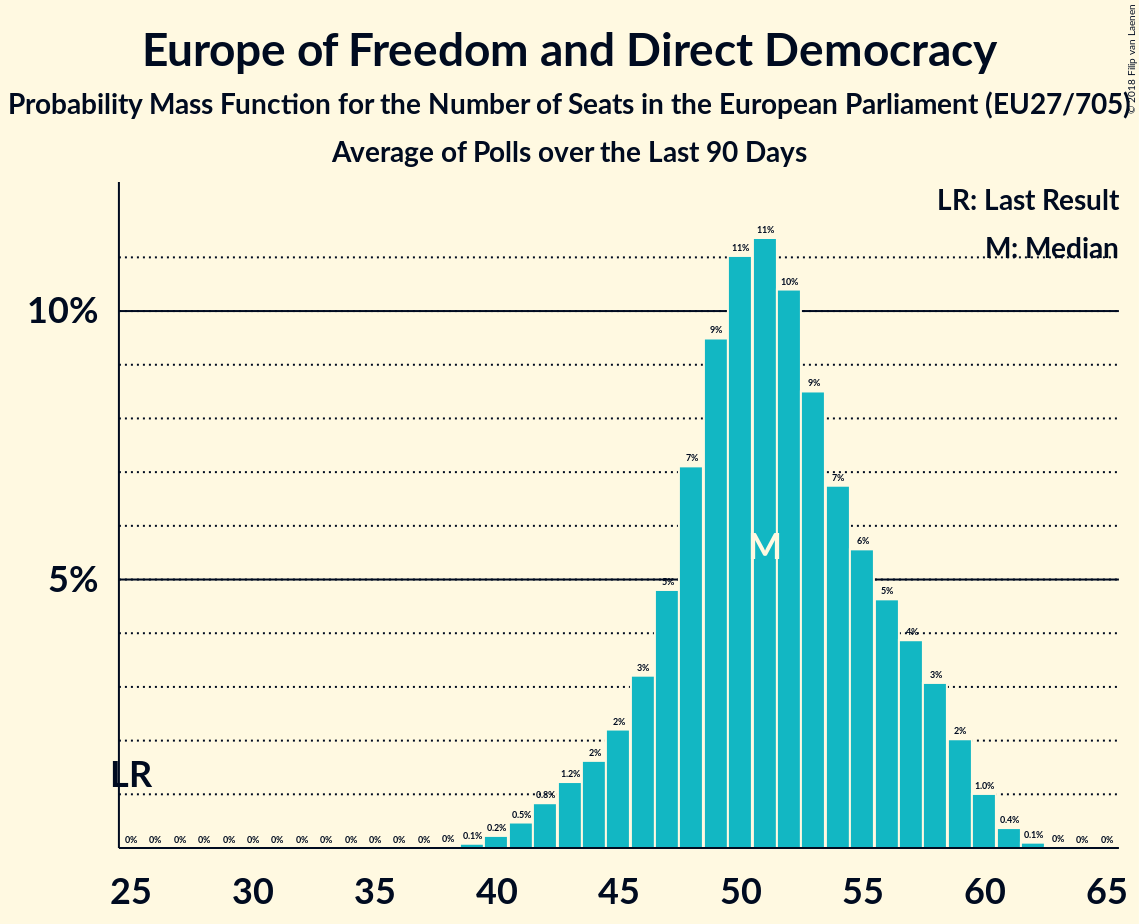 Europe of Freedom and Direct Democracy
Probability Mass Function for the Number of Seats in the European Parliament (EU27/705)
Average of Polls over the Last 90 Days
© 2018 Filip van Laenen
LR: Last Result
M: Median
10%
5%
LR
M
0% 0% 0% 0% 0% 0% 0% 0% 0% 0% 0% 0% 0% 0% 0.1% 0.2% 0.5% 0.8% 1.2% 2% 2% 3% 5% 7% 9% 11% 11% 10% 9% 7% 6% 5% 4% 3% 2% 1.0% 0.4% 0.1% 0% 0% 0%
25 30 35 40 45 50 55 60 65